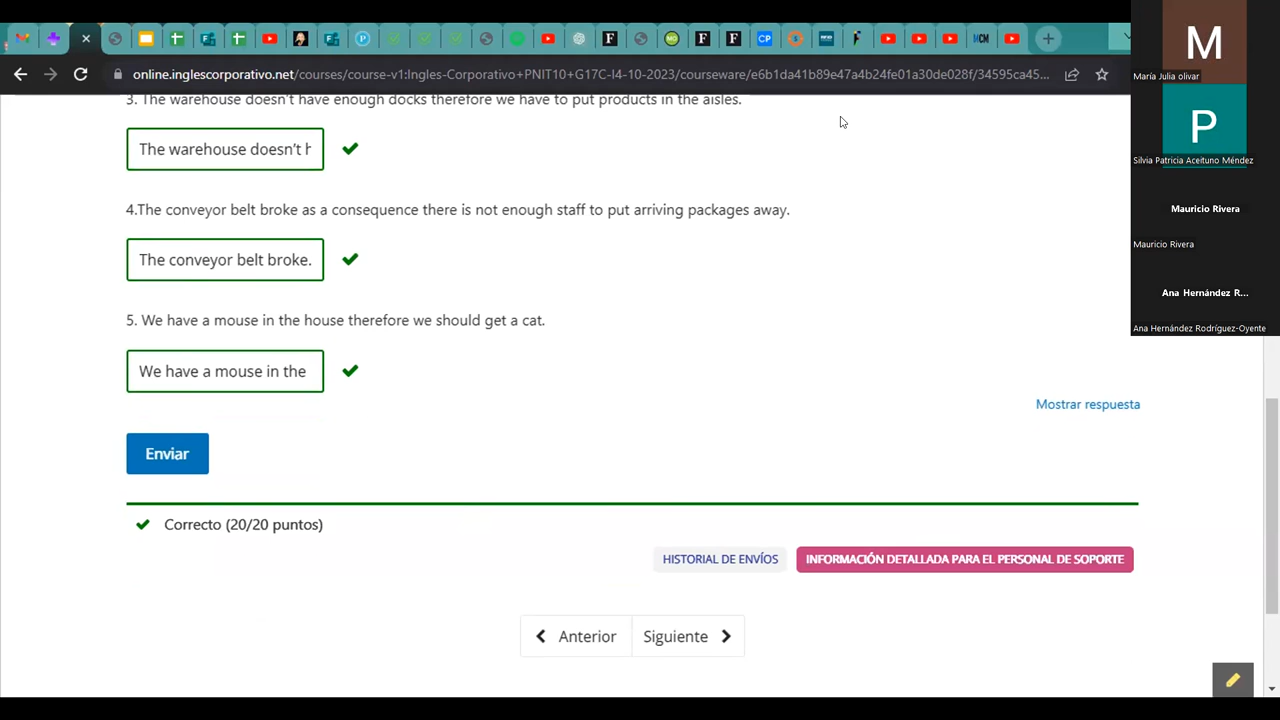 online.inglescorporativo.net/courses/course-v1:Ingles-Corporativo+PNIT10+G17C-I4-10-2023/courseware/e6b1da41b89e47a4b24fe01a30de028f/34595ca45...
3. The warehouse doesn't have enough docks therefore we have to put products in the aisles.
The warehouse doesn't h
4.The conveyor belt broke as a consequence there is not enough staff to put arriving packages away.
The conveyor belt broke.
5. We have a mouse in the house therefore we should get a cat.
We have a mouse in the
Mostrar respuesta
Enviar
Correcto (20/20 puntos)
HISTORIAL DE ENVÍOS
INFORMACIÓN DETALLADA PARA EL PERSONAL DE SOPORTE
Anterior
Siguiente
M
María Julia olivar
P
Silvia Patricia Aceituno Méndez
Mauricio Rivera
Mauricio Rivera
Ana Hernández R...
Ana Hernández Rodríguez-Oyente